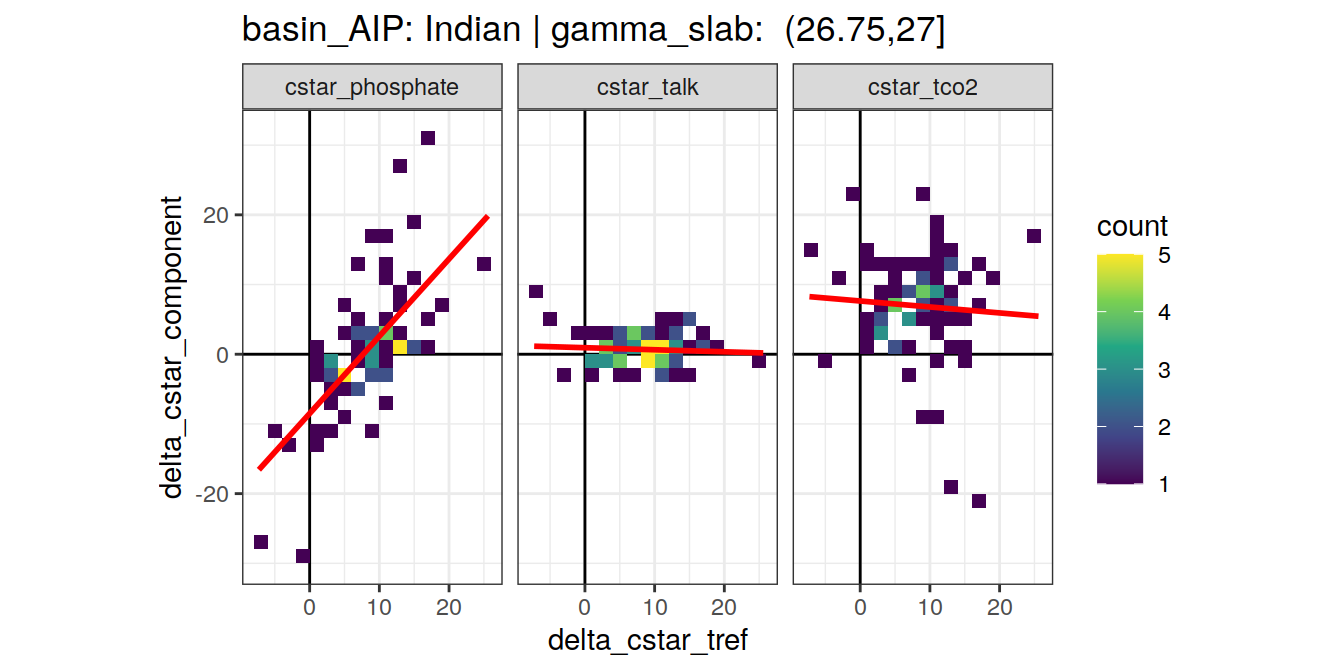 basin_AIP: Indian | gamma_slab:  (26.75,27]
cstar_phosphate
cstar_talk
cstar_tco2
delta_cstar_component
20
0
-20
0 10 20
0 10 20
0 10 20
delta_cstar_tref
count
5
4
3
2
1